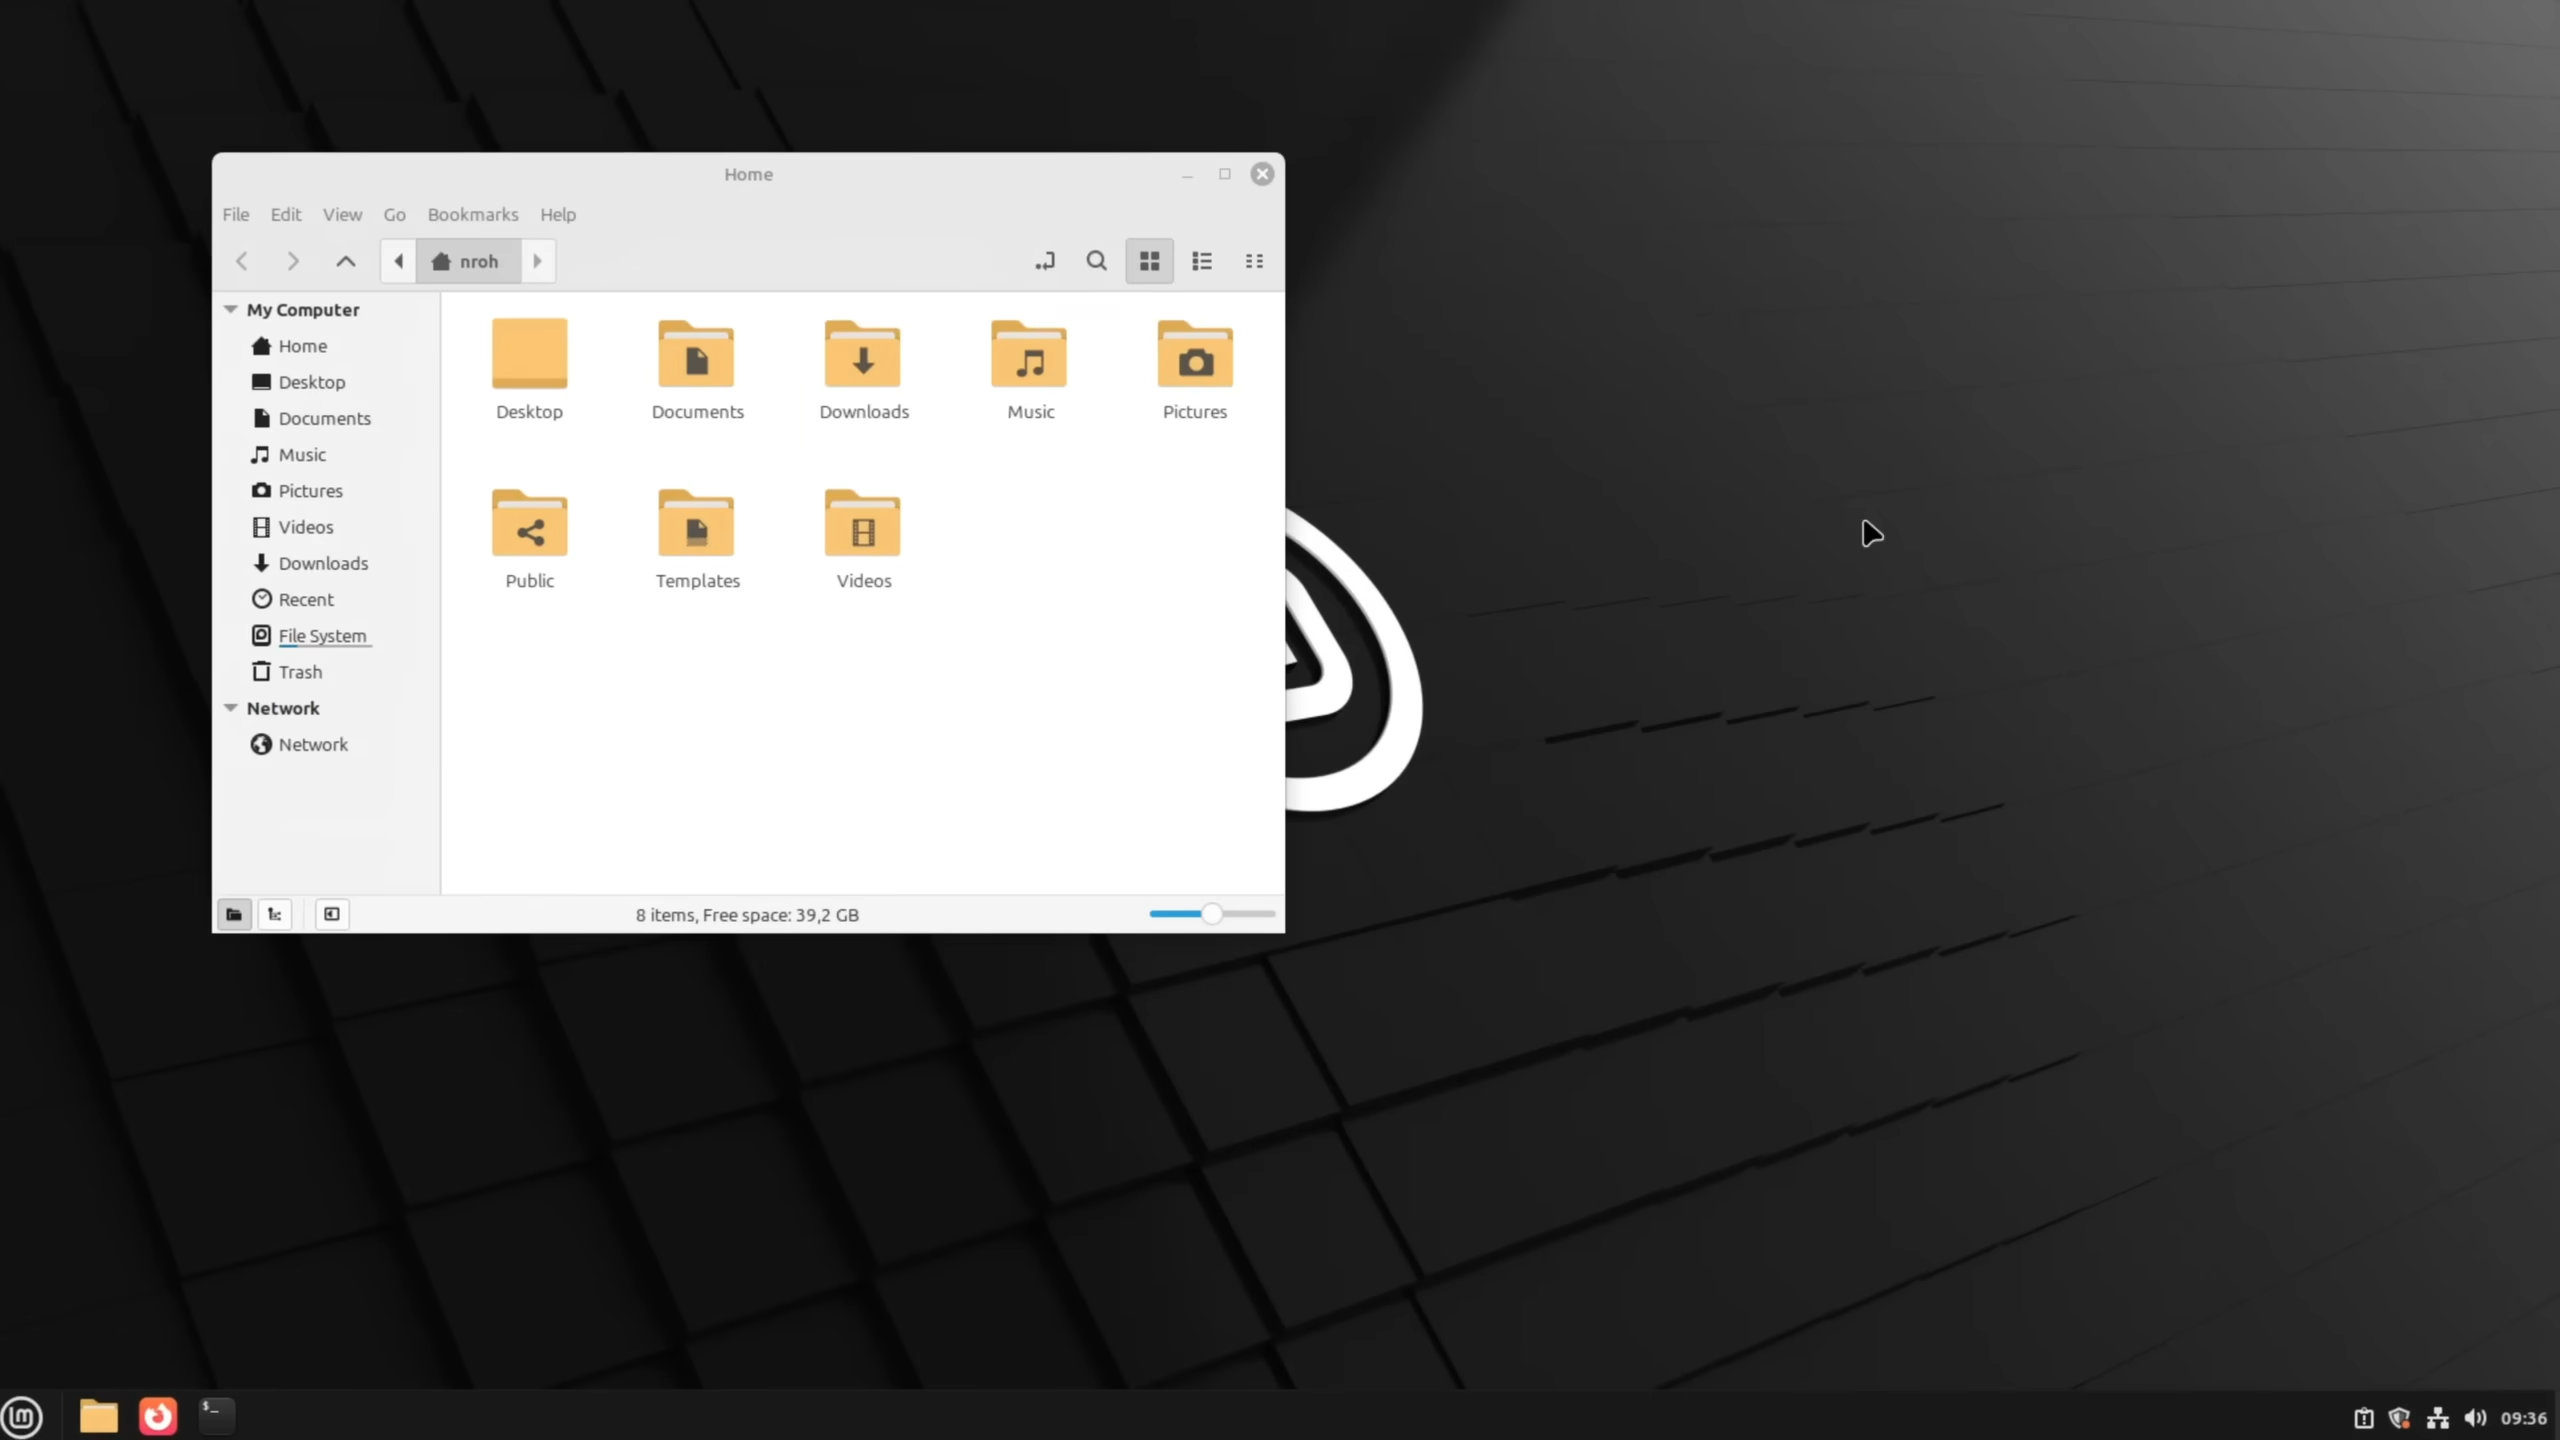 Home
File Edit View Go Bookmarks Help
nroh
My Computer
Home
Desktop
Documents
Music
Pictures
Videos
Downloads
Recent
File System
Trash
Network
Network
Desktop Documents Downloads Music Pictures
Public Templates Videos
8 items, Free space: 39,2 GB
$_
09:36